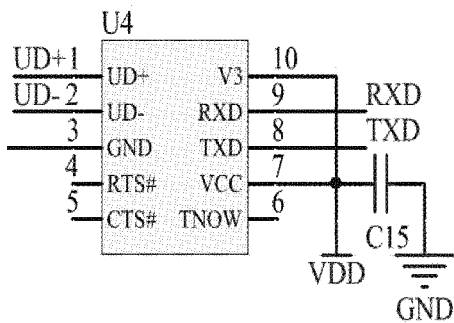 U4
UD+ 1 UD+ V3 10
UD- 2 UD- RXD 9 RXD
3 GND TXD 8 TXD
4 RTS# VCC 7
5 CTS# TNOW 6
C15
VDD
GND